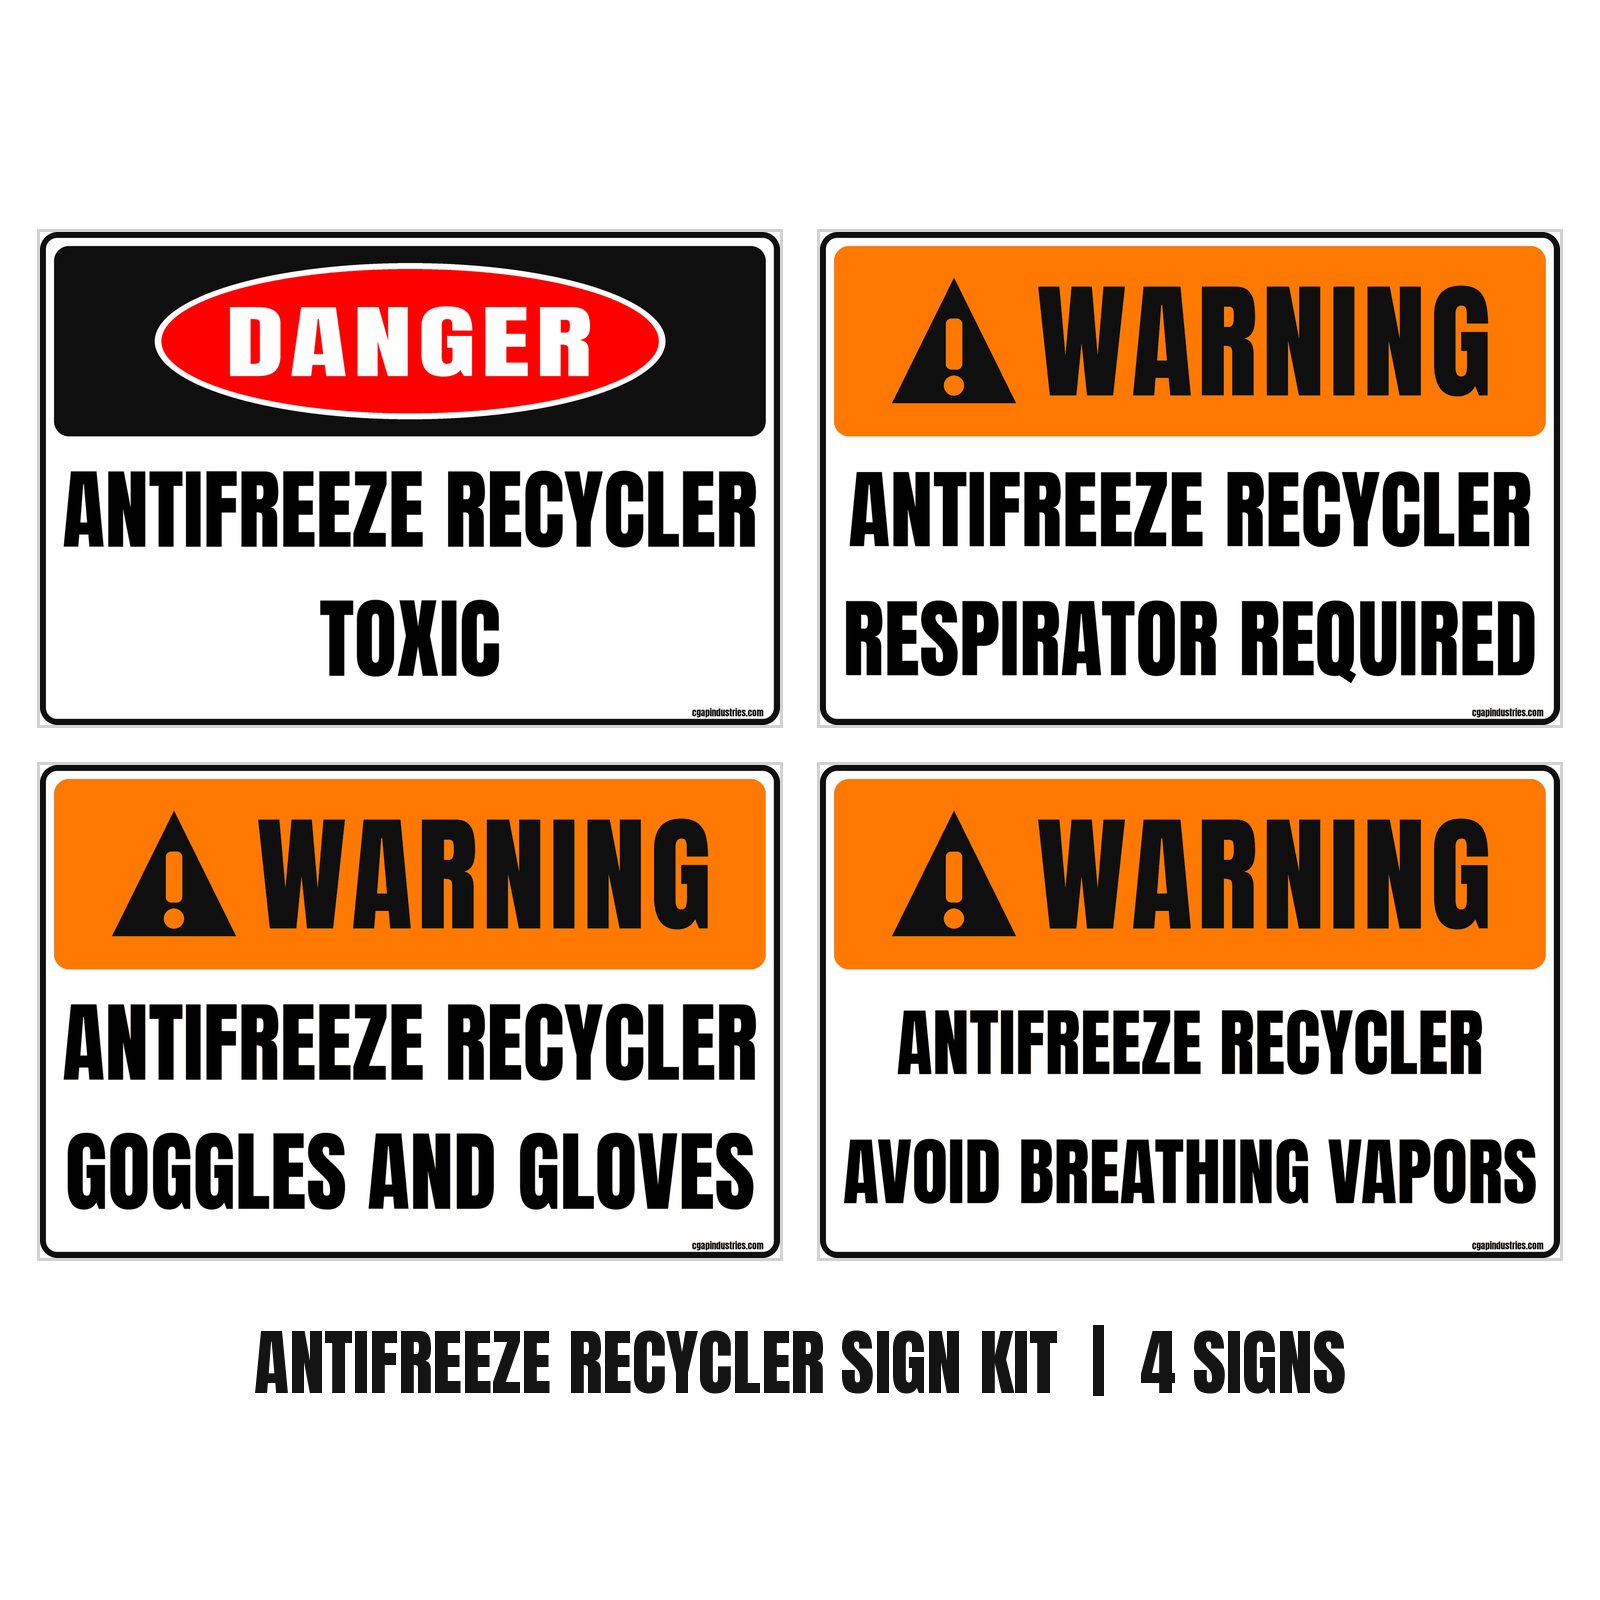 DANGER
ANTIFREEZE RECYCLER
TOXIC
cgapindustries.com
WARNING
ANTIFREEZE RECYCLER
RESPIRATOR REQUIRED
cgapindustries.com
WARNING
ANTIFREEZE RECYCLER
GOGGLES AND GLOVES
cgapindustries.com
WARNING
ANTIFREEZE RECYCLER
AVOID BREATHING VAPORS
cgapindustries.com
ANTIFREEZE RECYCLER SIGN KIT | 4 SIGNS